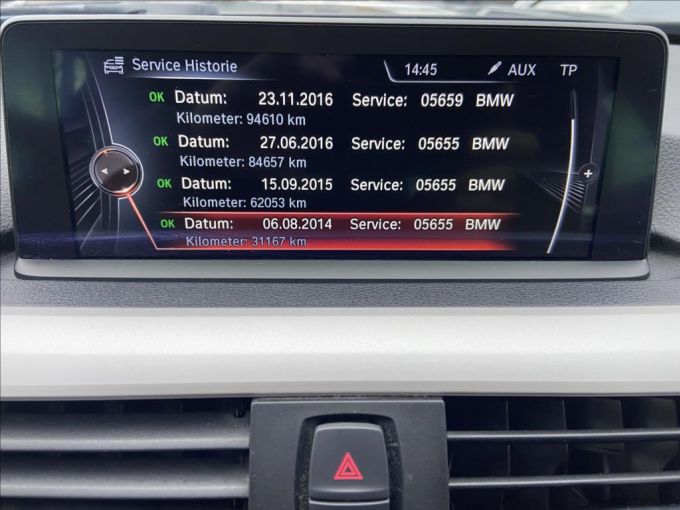 Service Historie 14:45 AUX TP
OK Datum: 23.11.2016 Service: 05659 BMW
Kilometer: 94610 km
OK Datum: 27.06.2016 Service: 05655 BMW
Kilometer: 84657 km
OK Datum: 15.09.2015 Service: 05655 BMW
Kilometer: 62053 km
OK Datum: 06.08.2014 Service: 05655 BMW
Kilometer: 31167 km